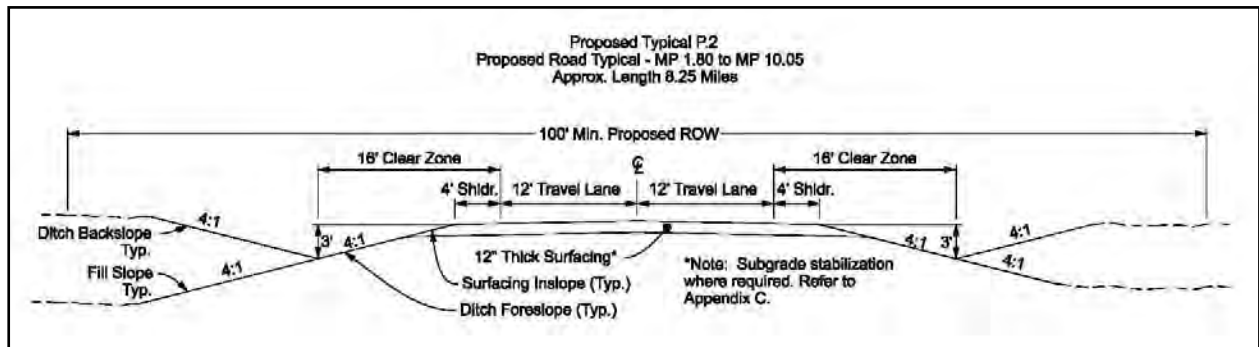 Proposed Typical P.2
Proposed Road Typical - MP 1.80 to MP 10.05
Approx. Length 8.25 Miles
100' Min. Proposed ROW
16' Clear Zone
℄
16' Clear Zone
4' Shldr.
12' Travel Lane
12' Travel Lane
4' Shldr.
4:1
Ditch Backslope
Typ.
3'
4:1
4:1
3'
4:1
Fill Slope
Typ.
4:1
4:1
12" Thick Surfacing*
Surfacing Inslope (Typ.)
Ditch Foreslope (Typ.)
*Note: Subgrade stabilization
where required. Refer to
Appendix C.